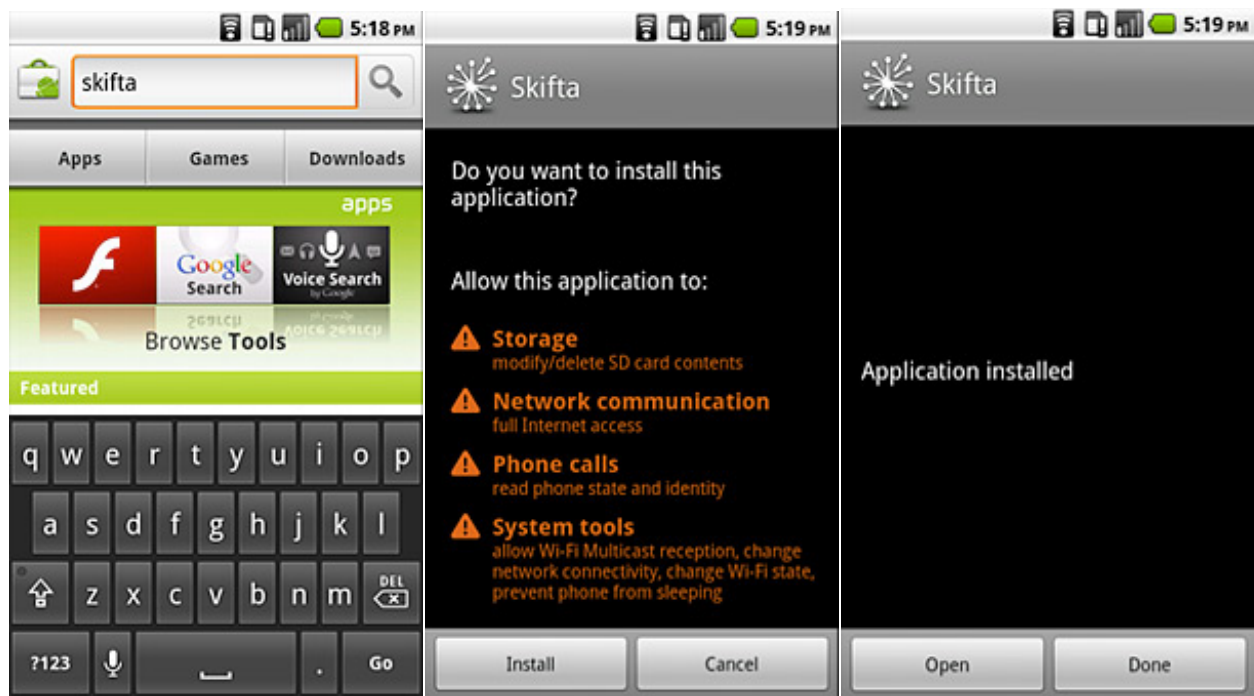 5:18 PM
skifta
Apps Games Downloads
apps
Google
Search
Voice Search
by Google
Browse Tools
Featured
q w e r t y u i o p
a s d f g h j k l
z x c v b n m DEL
?123 . Go
5:19 PM
Skifta
Do you want to install this
application?
Allow this application to:
Storage
modify/delete SD card contents
Network communication
full Internet access
Phone calls
read phone state and identity
System tools
allow Wi-Fi Multicast reception, change
network connectivity, change Wi-Fi state,
prevent phone from sleeping
Install Cancel
5:19 PM
Skifta
Application installed
Open Done